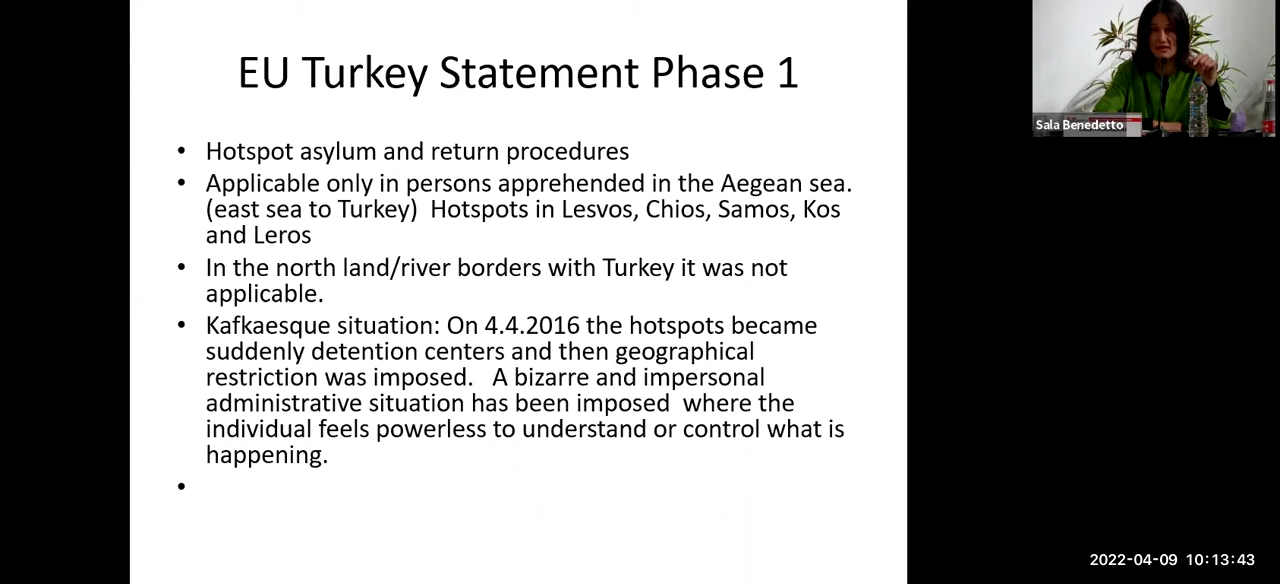 EU Turkey Statement Phase 1
• Hotspot asylum and return procedures
• Applicable only in persons apprehended in the Aegean sea.
(east sea to Turkey)  Hotspots in Lesvos, Chios, Samos, Kos
and Leros
• In the north land/river borders with Turkey it was not
applicable.
• Kafkaesque situation: On 4.4.2016 the hotspots became
suddenly detention centers and then geographical
restriction was imposed.   A bizarre and impersonal
administrative situation has been imposed  where the
individual feels powerless to understand or control what is
happening.
•
Sala Benedetto
2022-04-09 10:13:43